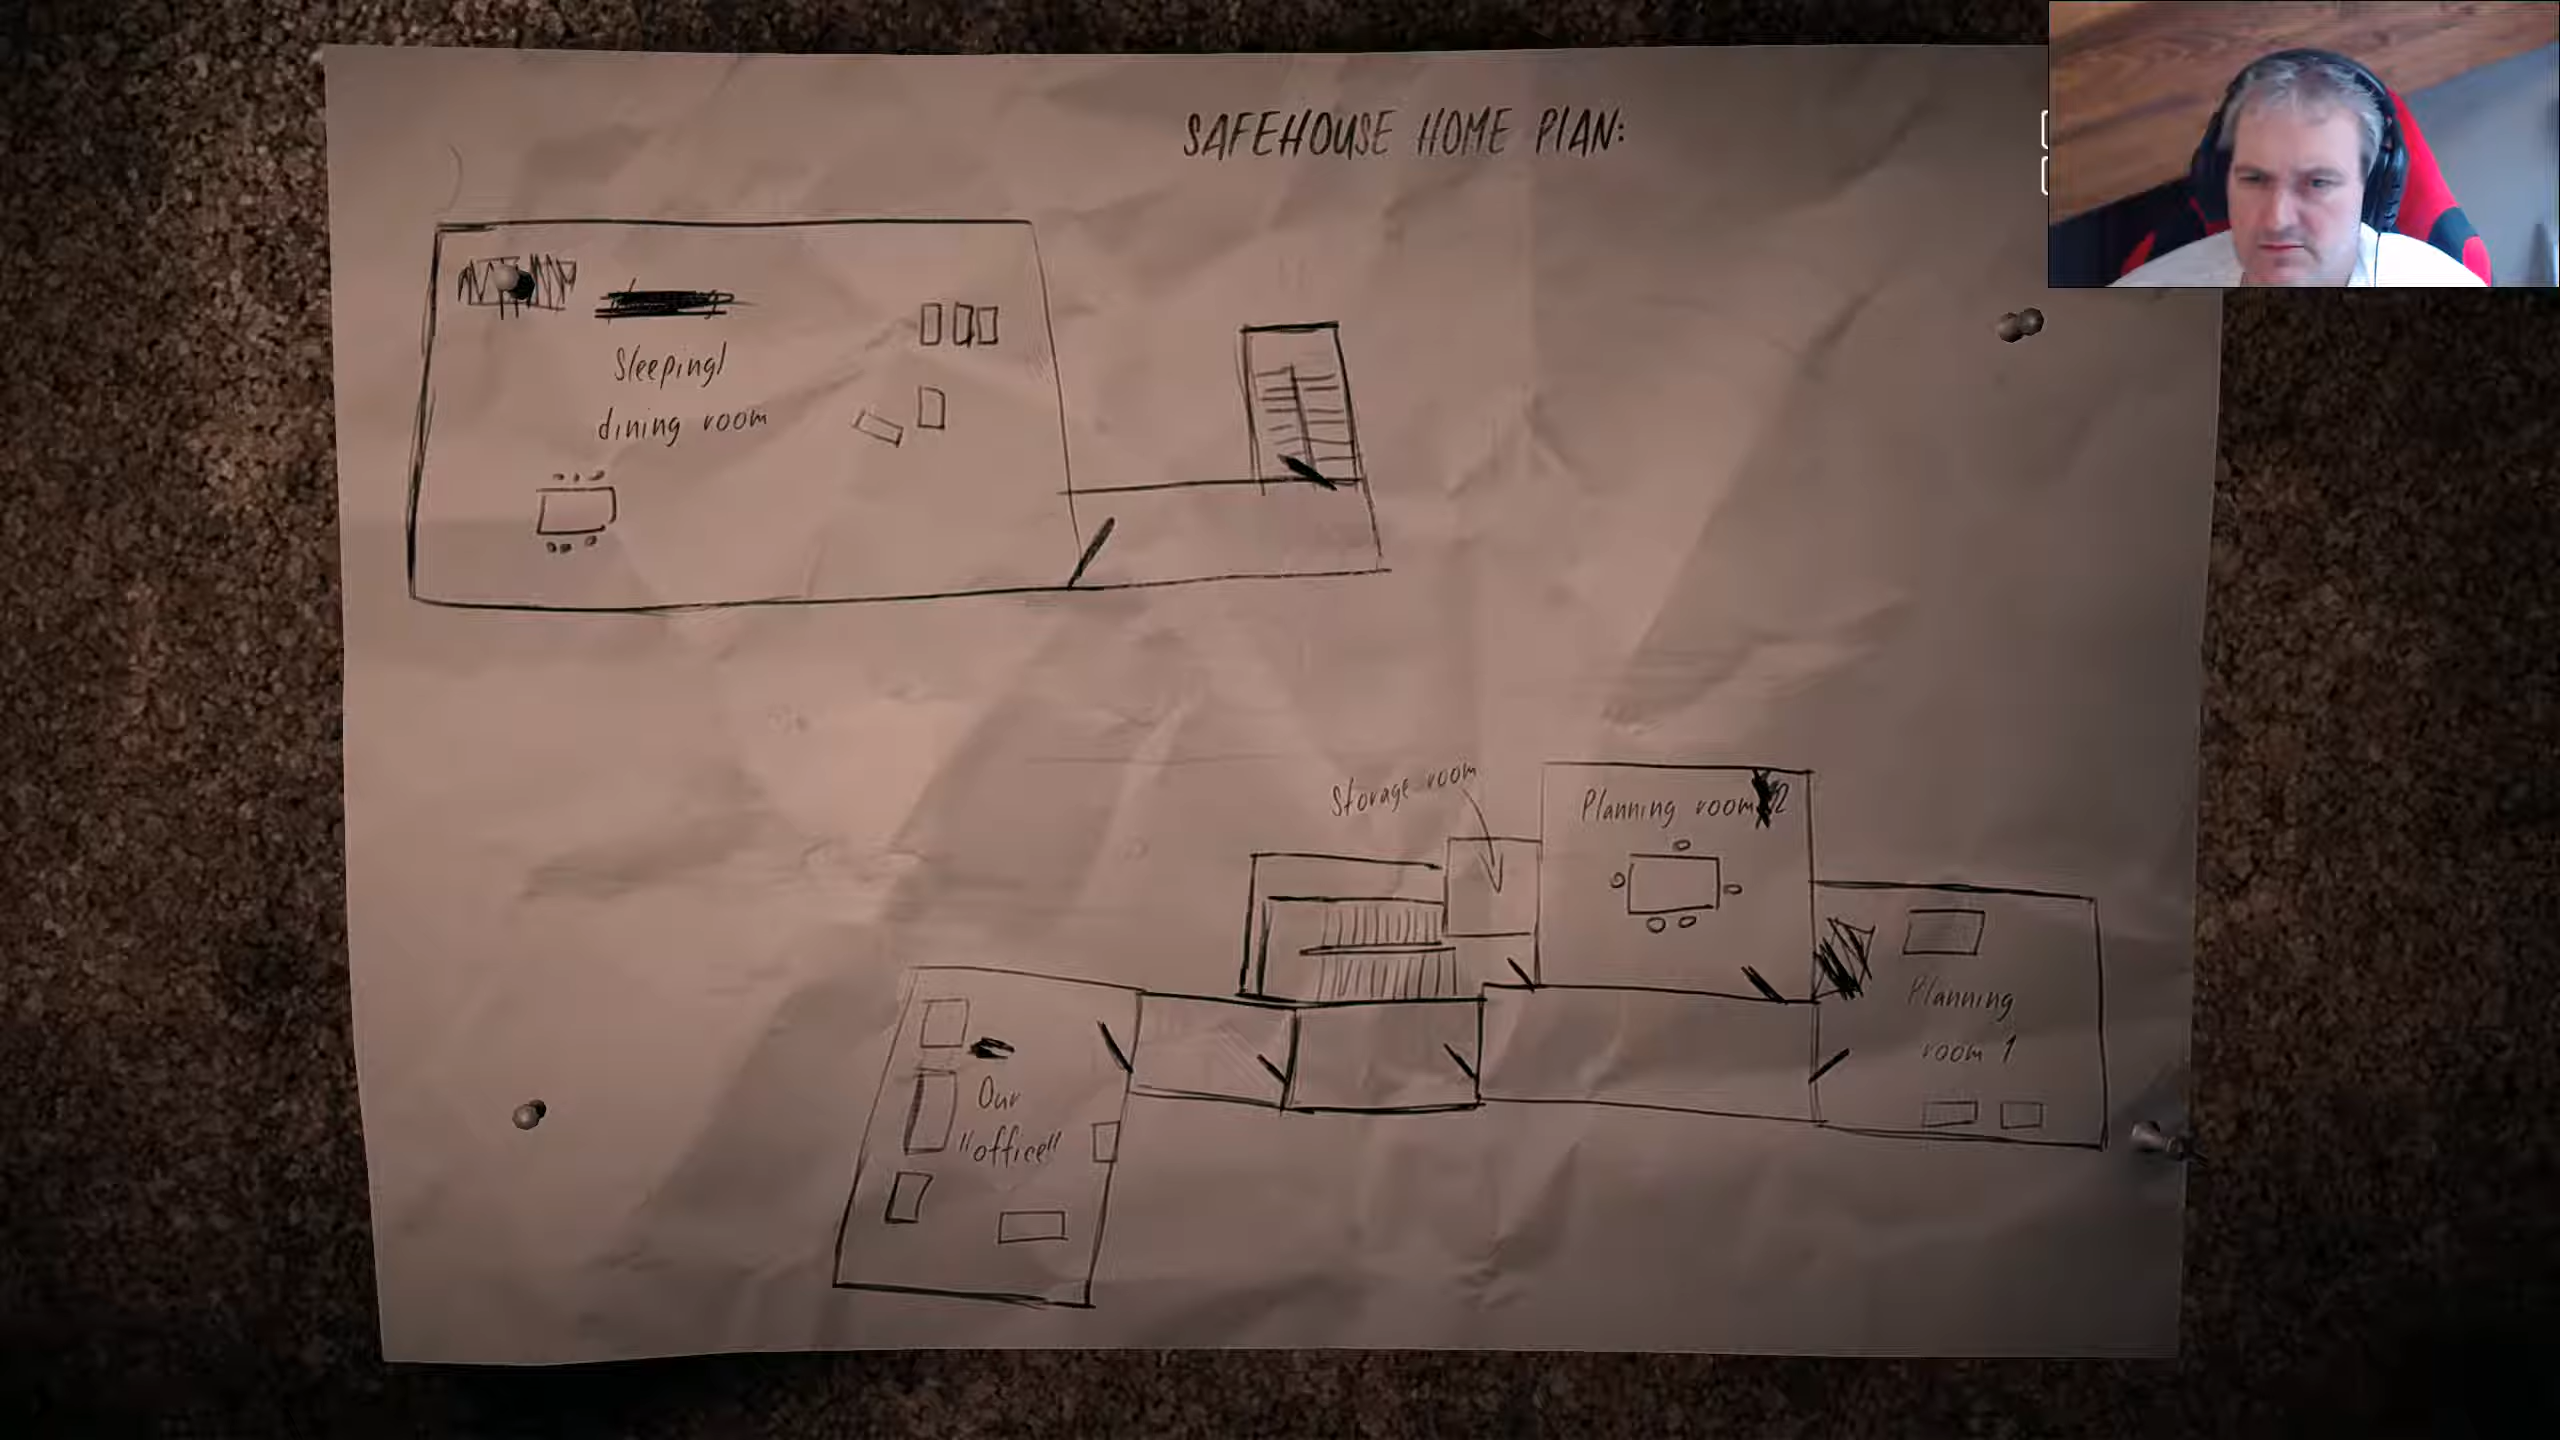 SAFEHOUSE HOME PLAN:
Sleeping/
dining room
Storage room
Planning room 2
Planning
room 1
Our
"office"